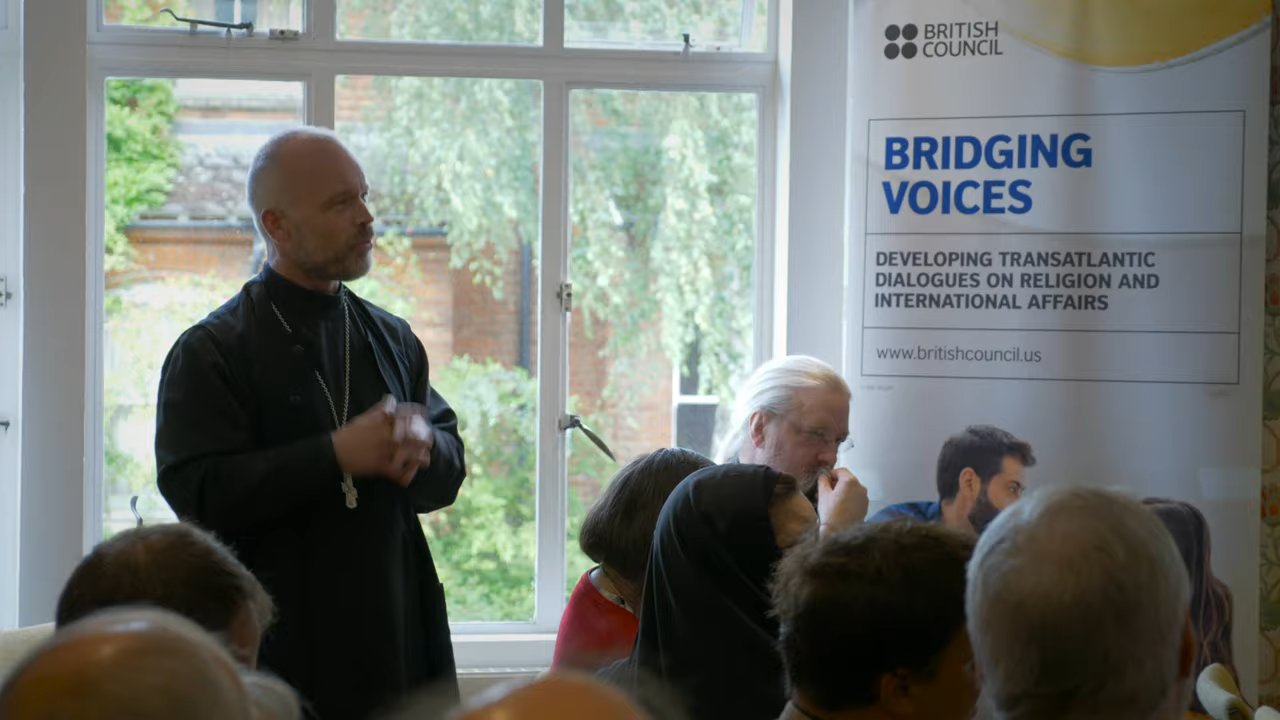 BRITISH
COUNCIL
BRIDGING
VOICES
DEVELOPING TRANSATLANTIC
DIALOGUES ON RELIGION AND
INTERNATIONAL AFFAIRS
www.britishcouncil.us